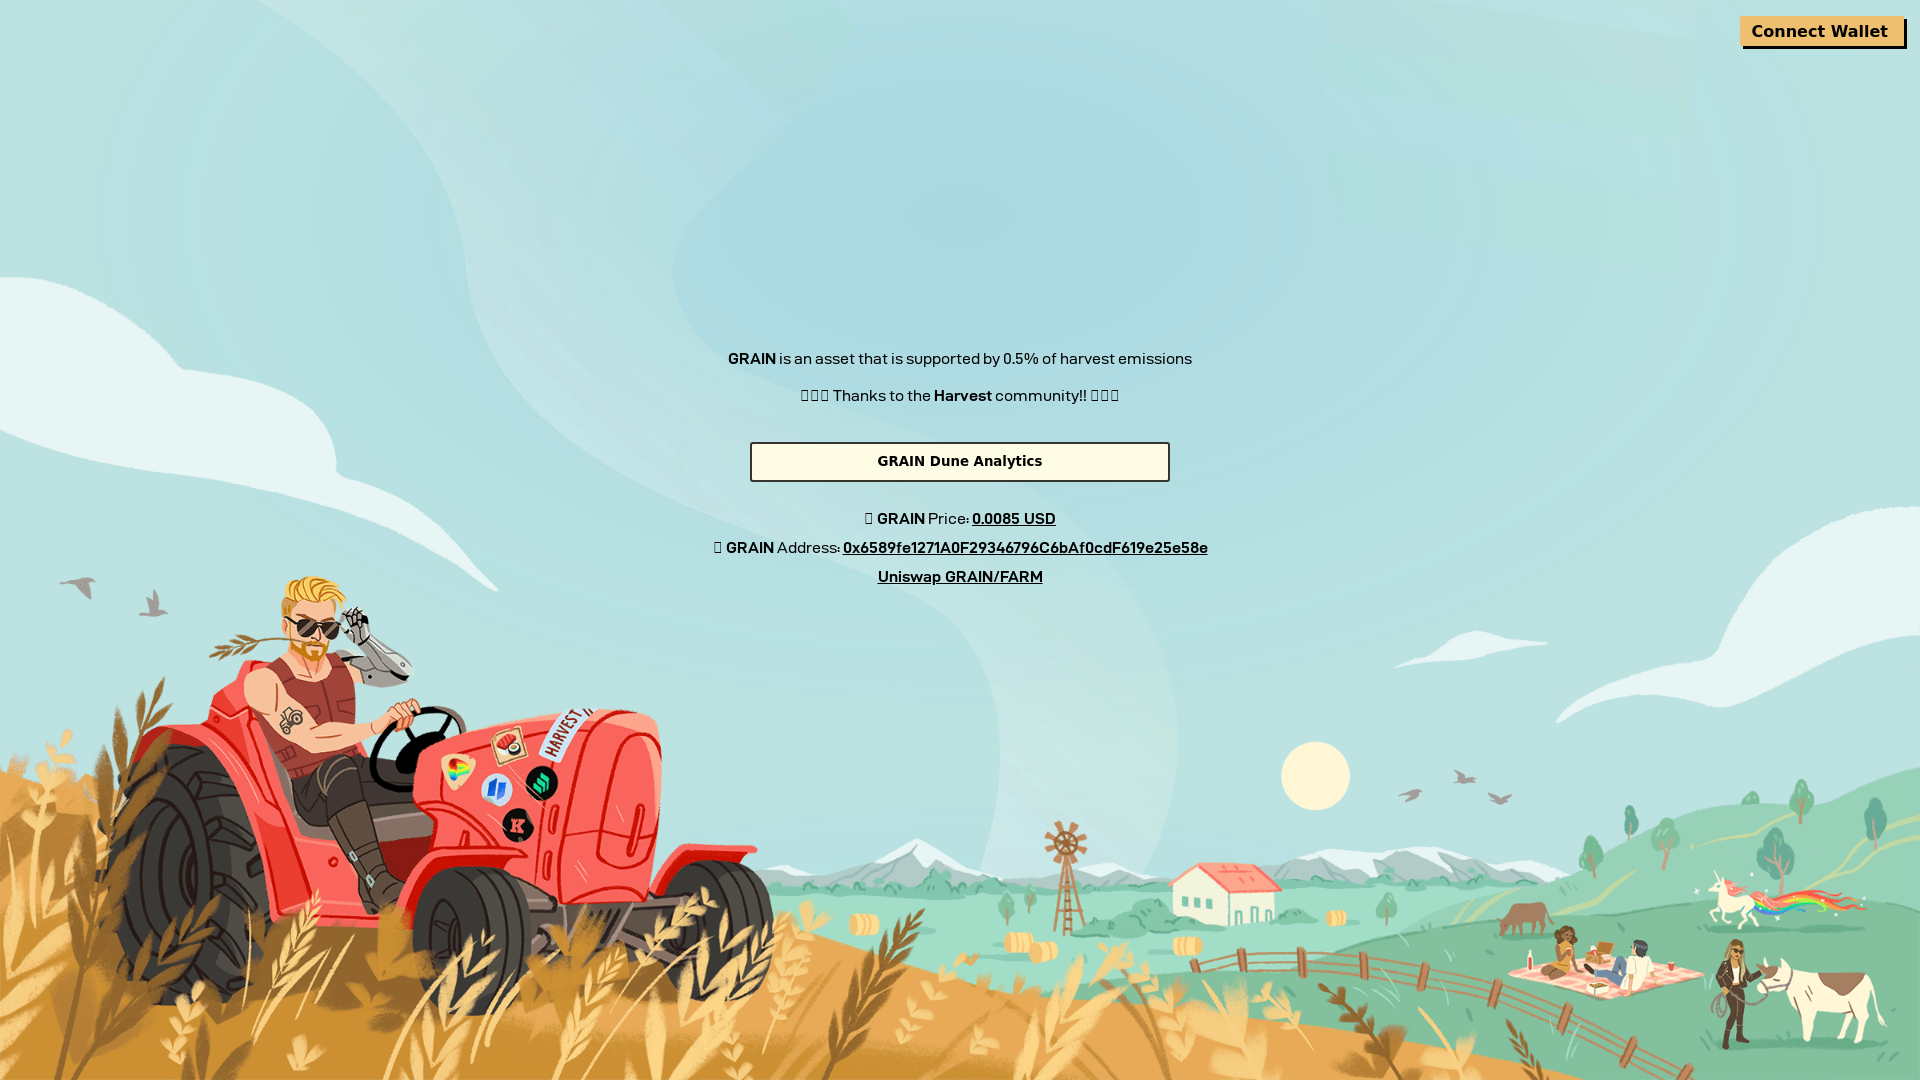 Connect Wallet
GRAIN is an asset that is supported by 0.5% of harvest emissions
Thanks to the Harvest community!!
GRAIN Dune Analytics
GRAIN Price: 0.0085 USD
GRAIN Address: 0x6589fe1271A0F29346796C6bAf0cdF619e25e58e
Uniswap GRAIN/FARM
HARVEST
K